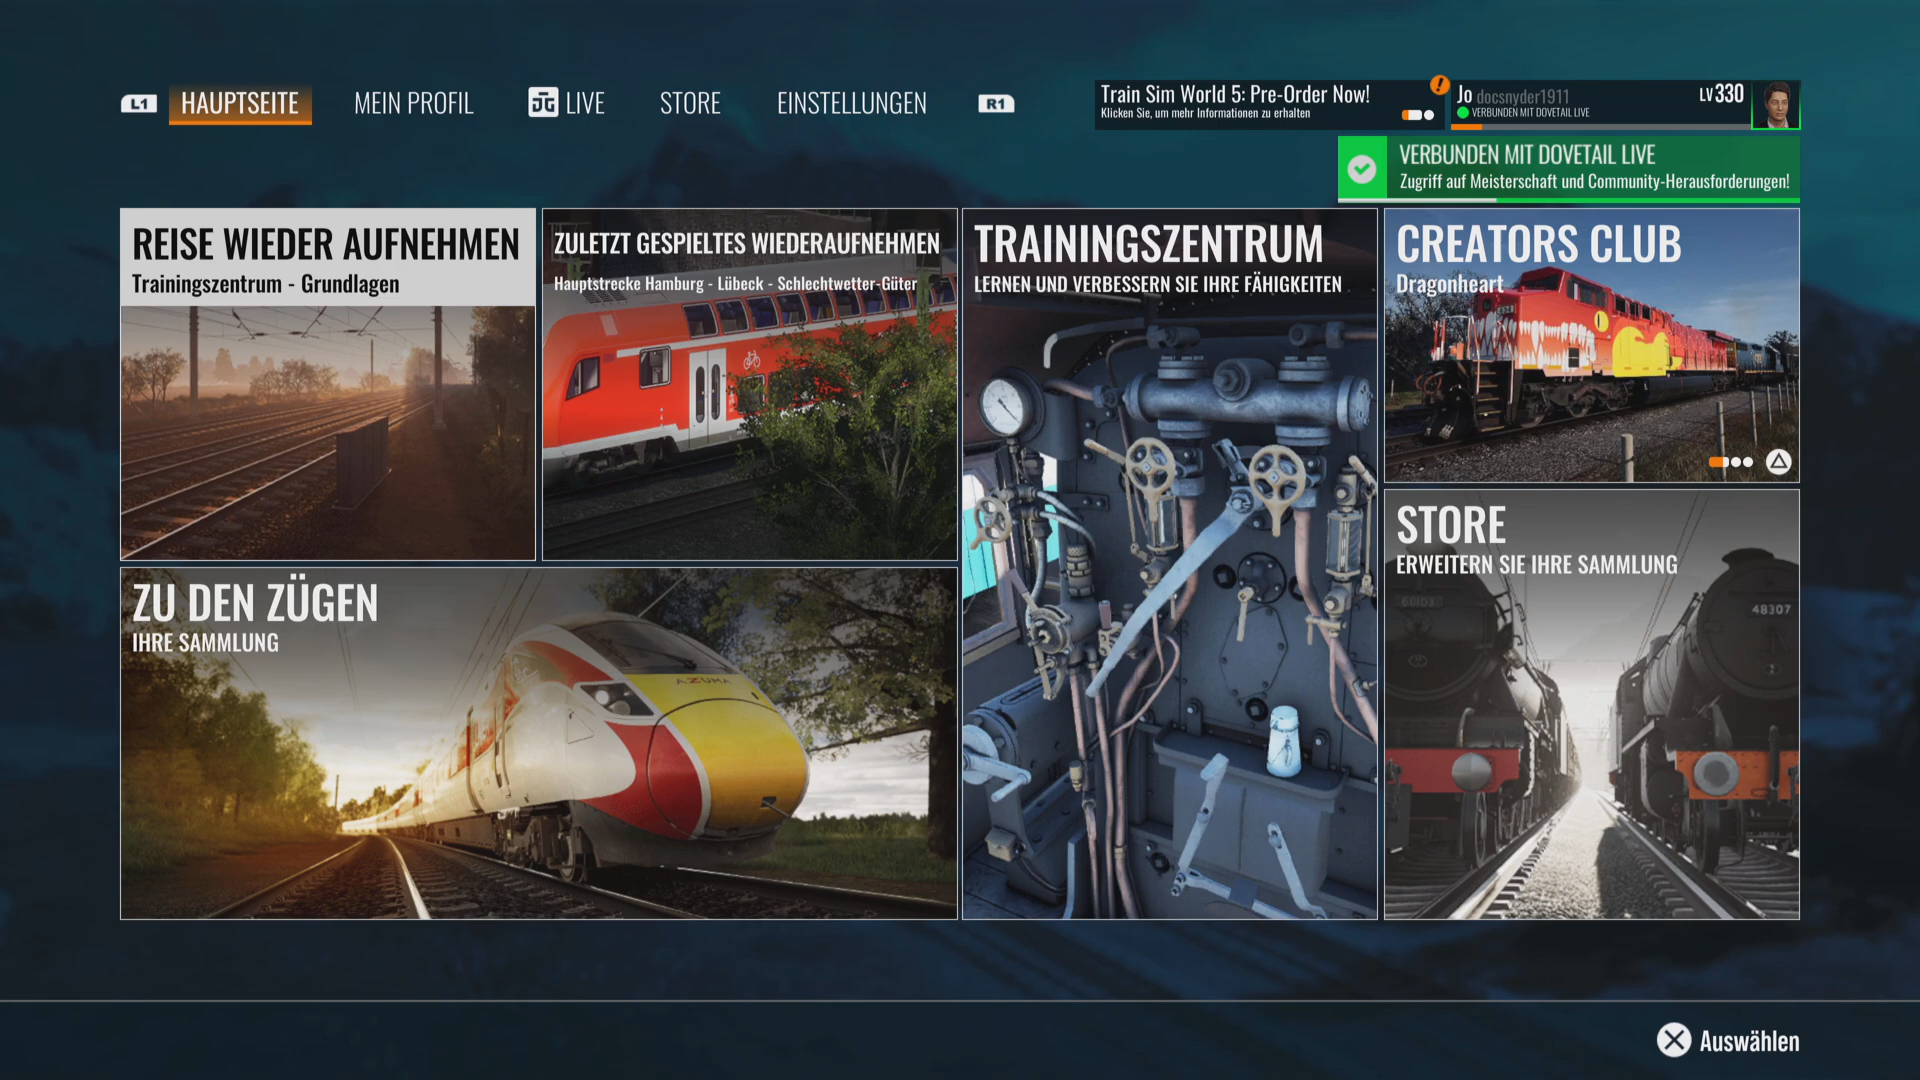 L1
HAUPTSEITE
MEIN PROFIL
LIVE
STORE
EINSTELLUNGEN
R1
Train Sim World 5: Pre-Order Now!
Klicken Sie, um mehr Informationen zu erhalten
!
Jo docsnyder1911
LV 330
VERBUNDEN MIT DOVETAIL LIVE
VERBUNDEN MIT DOVETAIL LIVE
Zugriff auf Meisterschaft und Community-Herausforderungen!
REISE WIEDER AUFNEHMEN
Trainingszentrum - Grundlagen
ZULETZT GESPIELTES WIEDERAUFNEHMEN
Hauptstrecke Hamburg - Lübeck - Schlechtwetter-Güter
TRAININGSZENTRUM
LERNEN UND VERBESSERN SIE IHRE FÄHIGKEITEN
CREATORS CLUB
Dragonheart
STORE
ERWEITERN SIE IHRE SAMMLUNG
60103
48307
ZU DEN ZÜGEN
IHRE SAMMLUNG
AZUMA
Auswählen